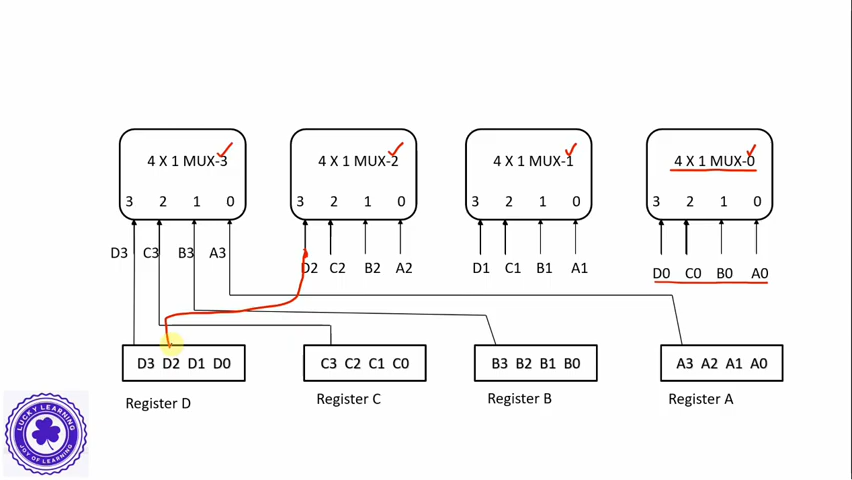 4 X 1 MUX-3
4 X 1 MUX-2
4 X 1 MUX-1
4 X 1 MUX-0
3 2 1 0
3 2 1 0
3 2 1 0
3 2 1 0
D3 C3 B3 A3
D2 C2 B2 A2
D1 C1 B1 A1
D0 C0 B0 A0
D3 D2 D1 D0
C3 C2 C1 C0
B3 B2 B1 B0
A3 A2 A1 A0
Register D
Register C
Register B
Register A
LUCKY LEARNING
JOY OF LEARNING